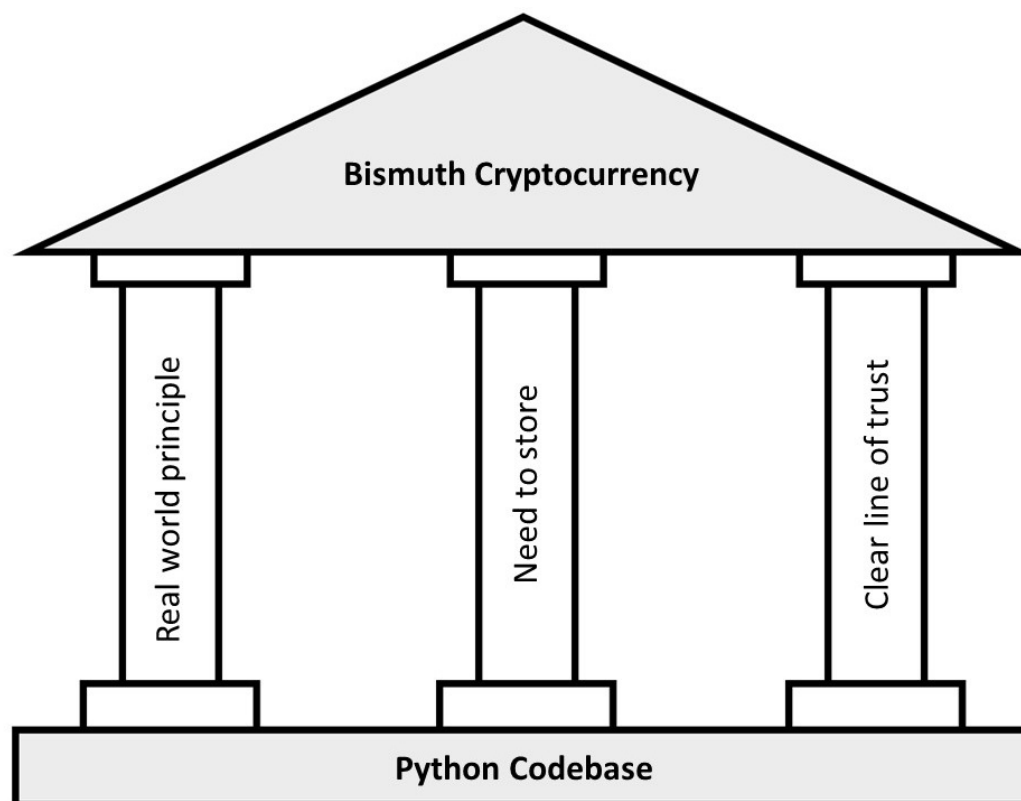 Bismuth Cryptocurrency
Real world principle
Need to store
Clear line of trust
Python Codebase